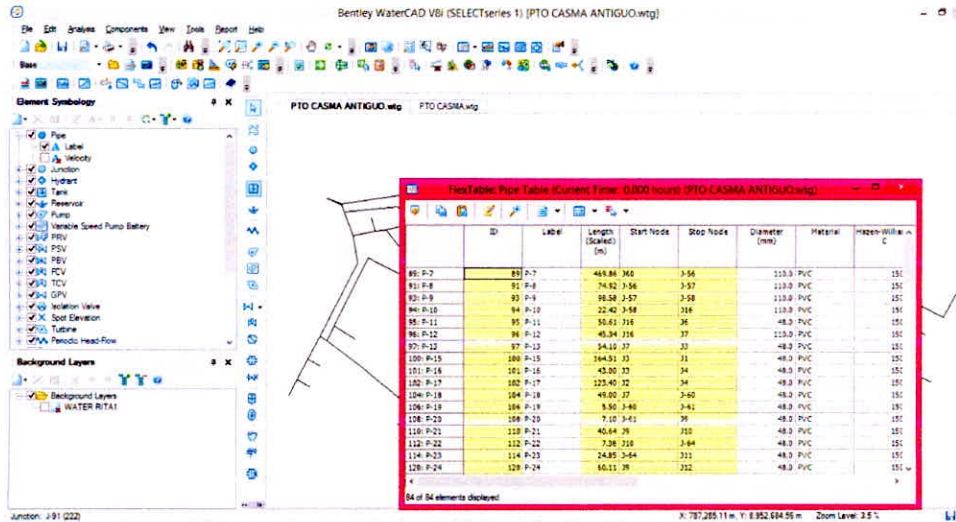 Bentley WaterCAD V8i (SELECTseries 1) [PTO CASMA ANTIGUO.wtg]
File Edit Analysis Components View Tools Report Help
Base
Element Symbology
PTO CASMA ANTIGUO.wtg PTO CASMA.wtg
Pipe
Label
Velocity
Junction
Hydrant
Tank
Reservoir
Pump
Variable Speed Pump Battery
PRV
PSV
PBV
FCV
TCV
GPV
Isolation Valve
Spot Elevation
Turbine
Periodic Head-Flow
Background Layers
Background Layers
WATER RITA1
FlexTable: Pipe Table (Current Time: 0.000 hours) (PTO CASMA ANTIGUO.wtg)
ID Label Length (Scaled) (m) Start Node Stop Node Diameter (mm) Material Hazen-Williams C
89: P-7 89 P-7 469.86 J60 J-56 110.0 PVC 150
91: P-8 91 P-8 74.92 J-56 J-57 110.0 PVC 150
93: P-9 93 P-9 98.58 J-57 J-58 110.0 PVC 150
94: P-10 94 P-10 22.42 J-58 J16 110.0 PVC 150
95: P-11 95 P-11 50.61 J16 J6 48.0 PVC 150
96: P-12 96 P-12 45.04 J16 J7 110.0 PVC 150
97: P-13 97 P-13 54.10 J7 J3 48.0 PVC 150
100: P-15 100 P-15 164.51 J3 J1 48.0 PVC 150
101: P-16 101 P-16 43.00 J3 J4 48.0 PVC 150
102: P-17 102 P-17 123.40 J2 J4 48.0 PVC 150
104: P-18 104 P-18 49.00 J7 J-60 48.0 PVC 150
106: P-19 106 P-19 5.50 J-60 J-61 48.0 PVC 150
108: P-20 108 P-20 7.10 J-61 J9 48.0 PVC 150
110: P-21 110 P-21 40.64 J9 J10 48.0 PVC 150
112: P-22 112 P-22 7.36 J10 J-64 48.0 PVC 150
114: P-23 114 P-23 24.85 J-64 J11 48.0 PVC 150
120: P-24 120 P-24 60.11 J9 J12 48.0 PVC 150
84 of 84 elements displayed
Junction: J-91 (222)
X: 787,285.11 m, Y: 8,952,684.56 m Zoom Level: 3.5 %